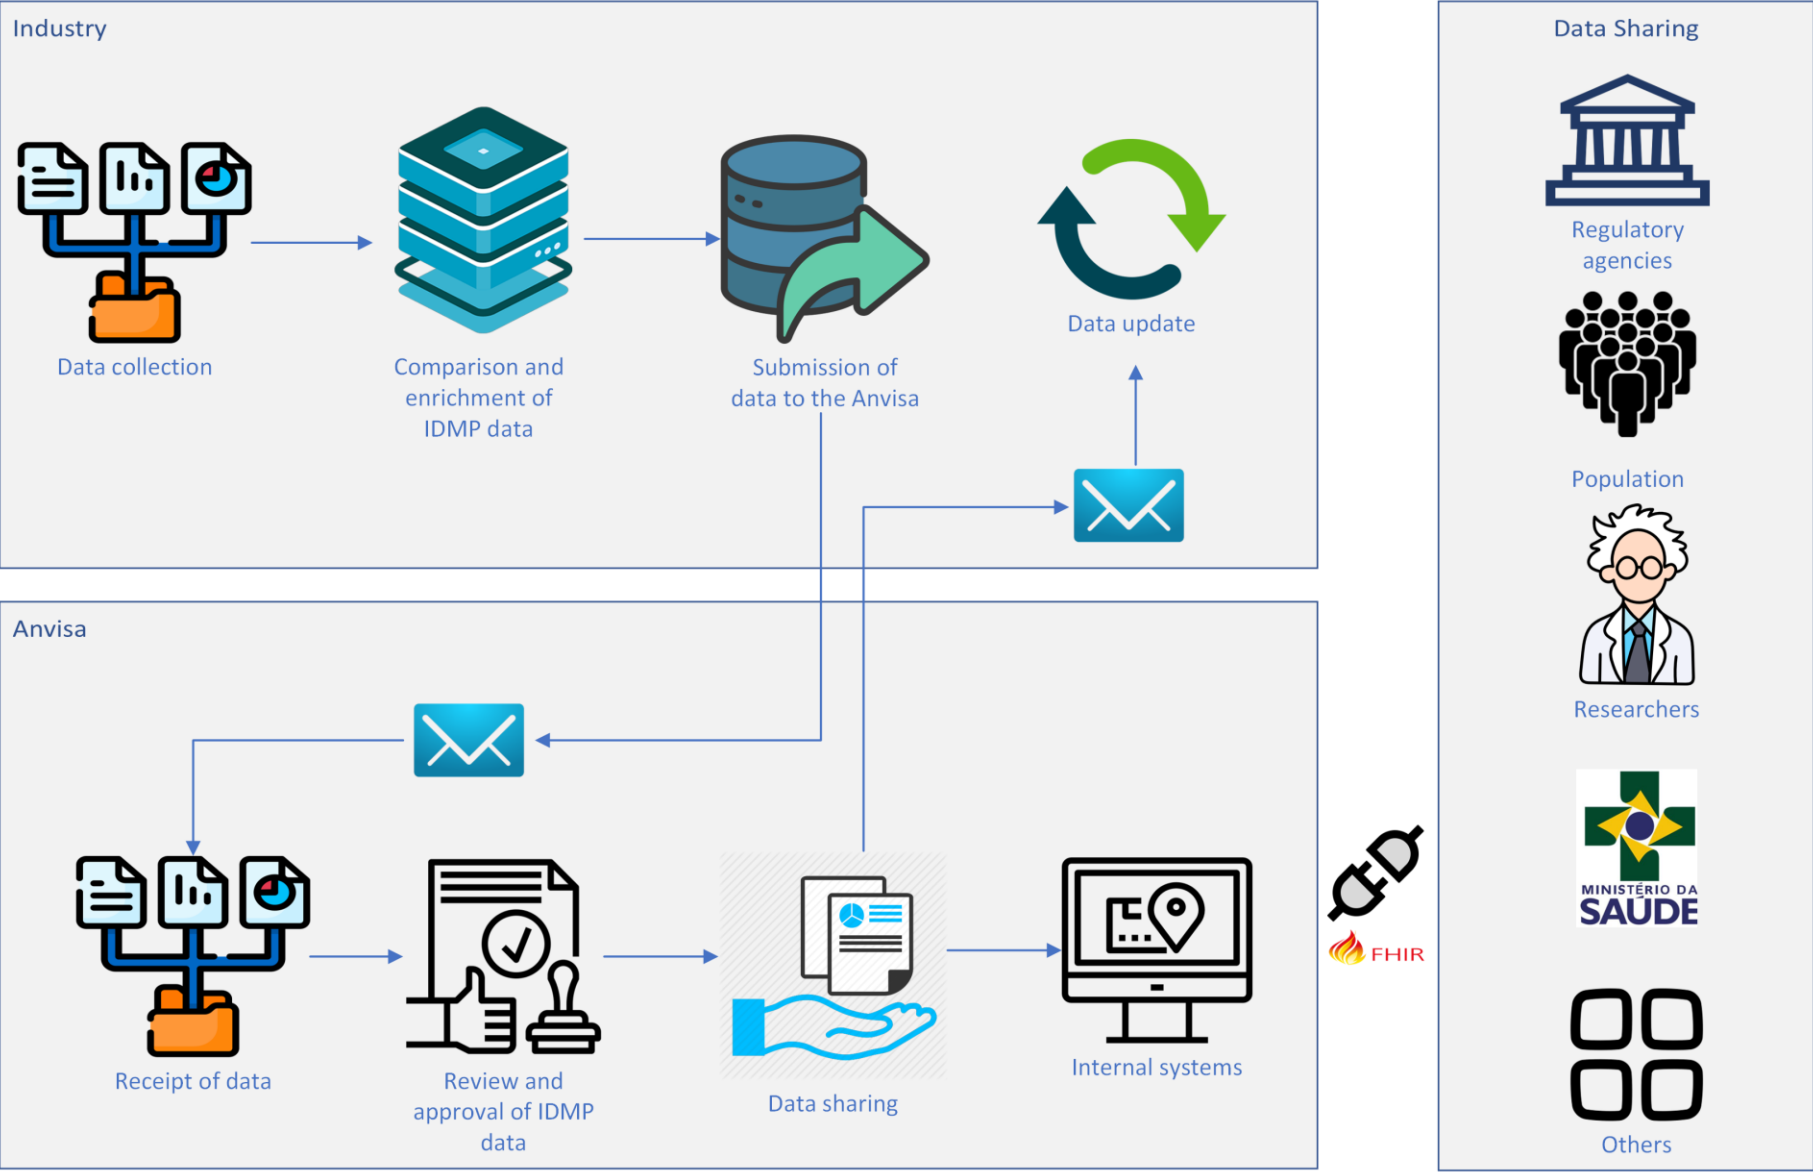 Industry
Data collection
Comparison and
enrichment of
IDMP data
Submission of
data to the Anvisa
Data update
Anvisa
Receipt of data
Review and
approval of IDMP
data
Data sharing
Internal systems
FHIR
Data Sharing
Regulatory
agencies
Population
Researchers
MINISTÉRIO DA
SAÚDE
Others